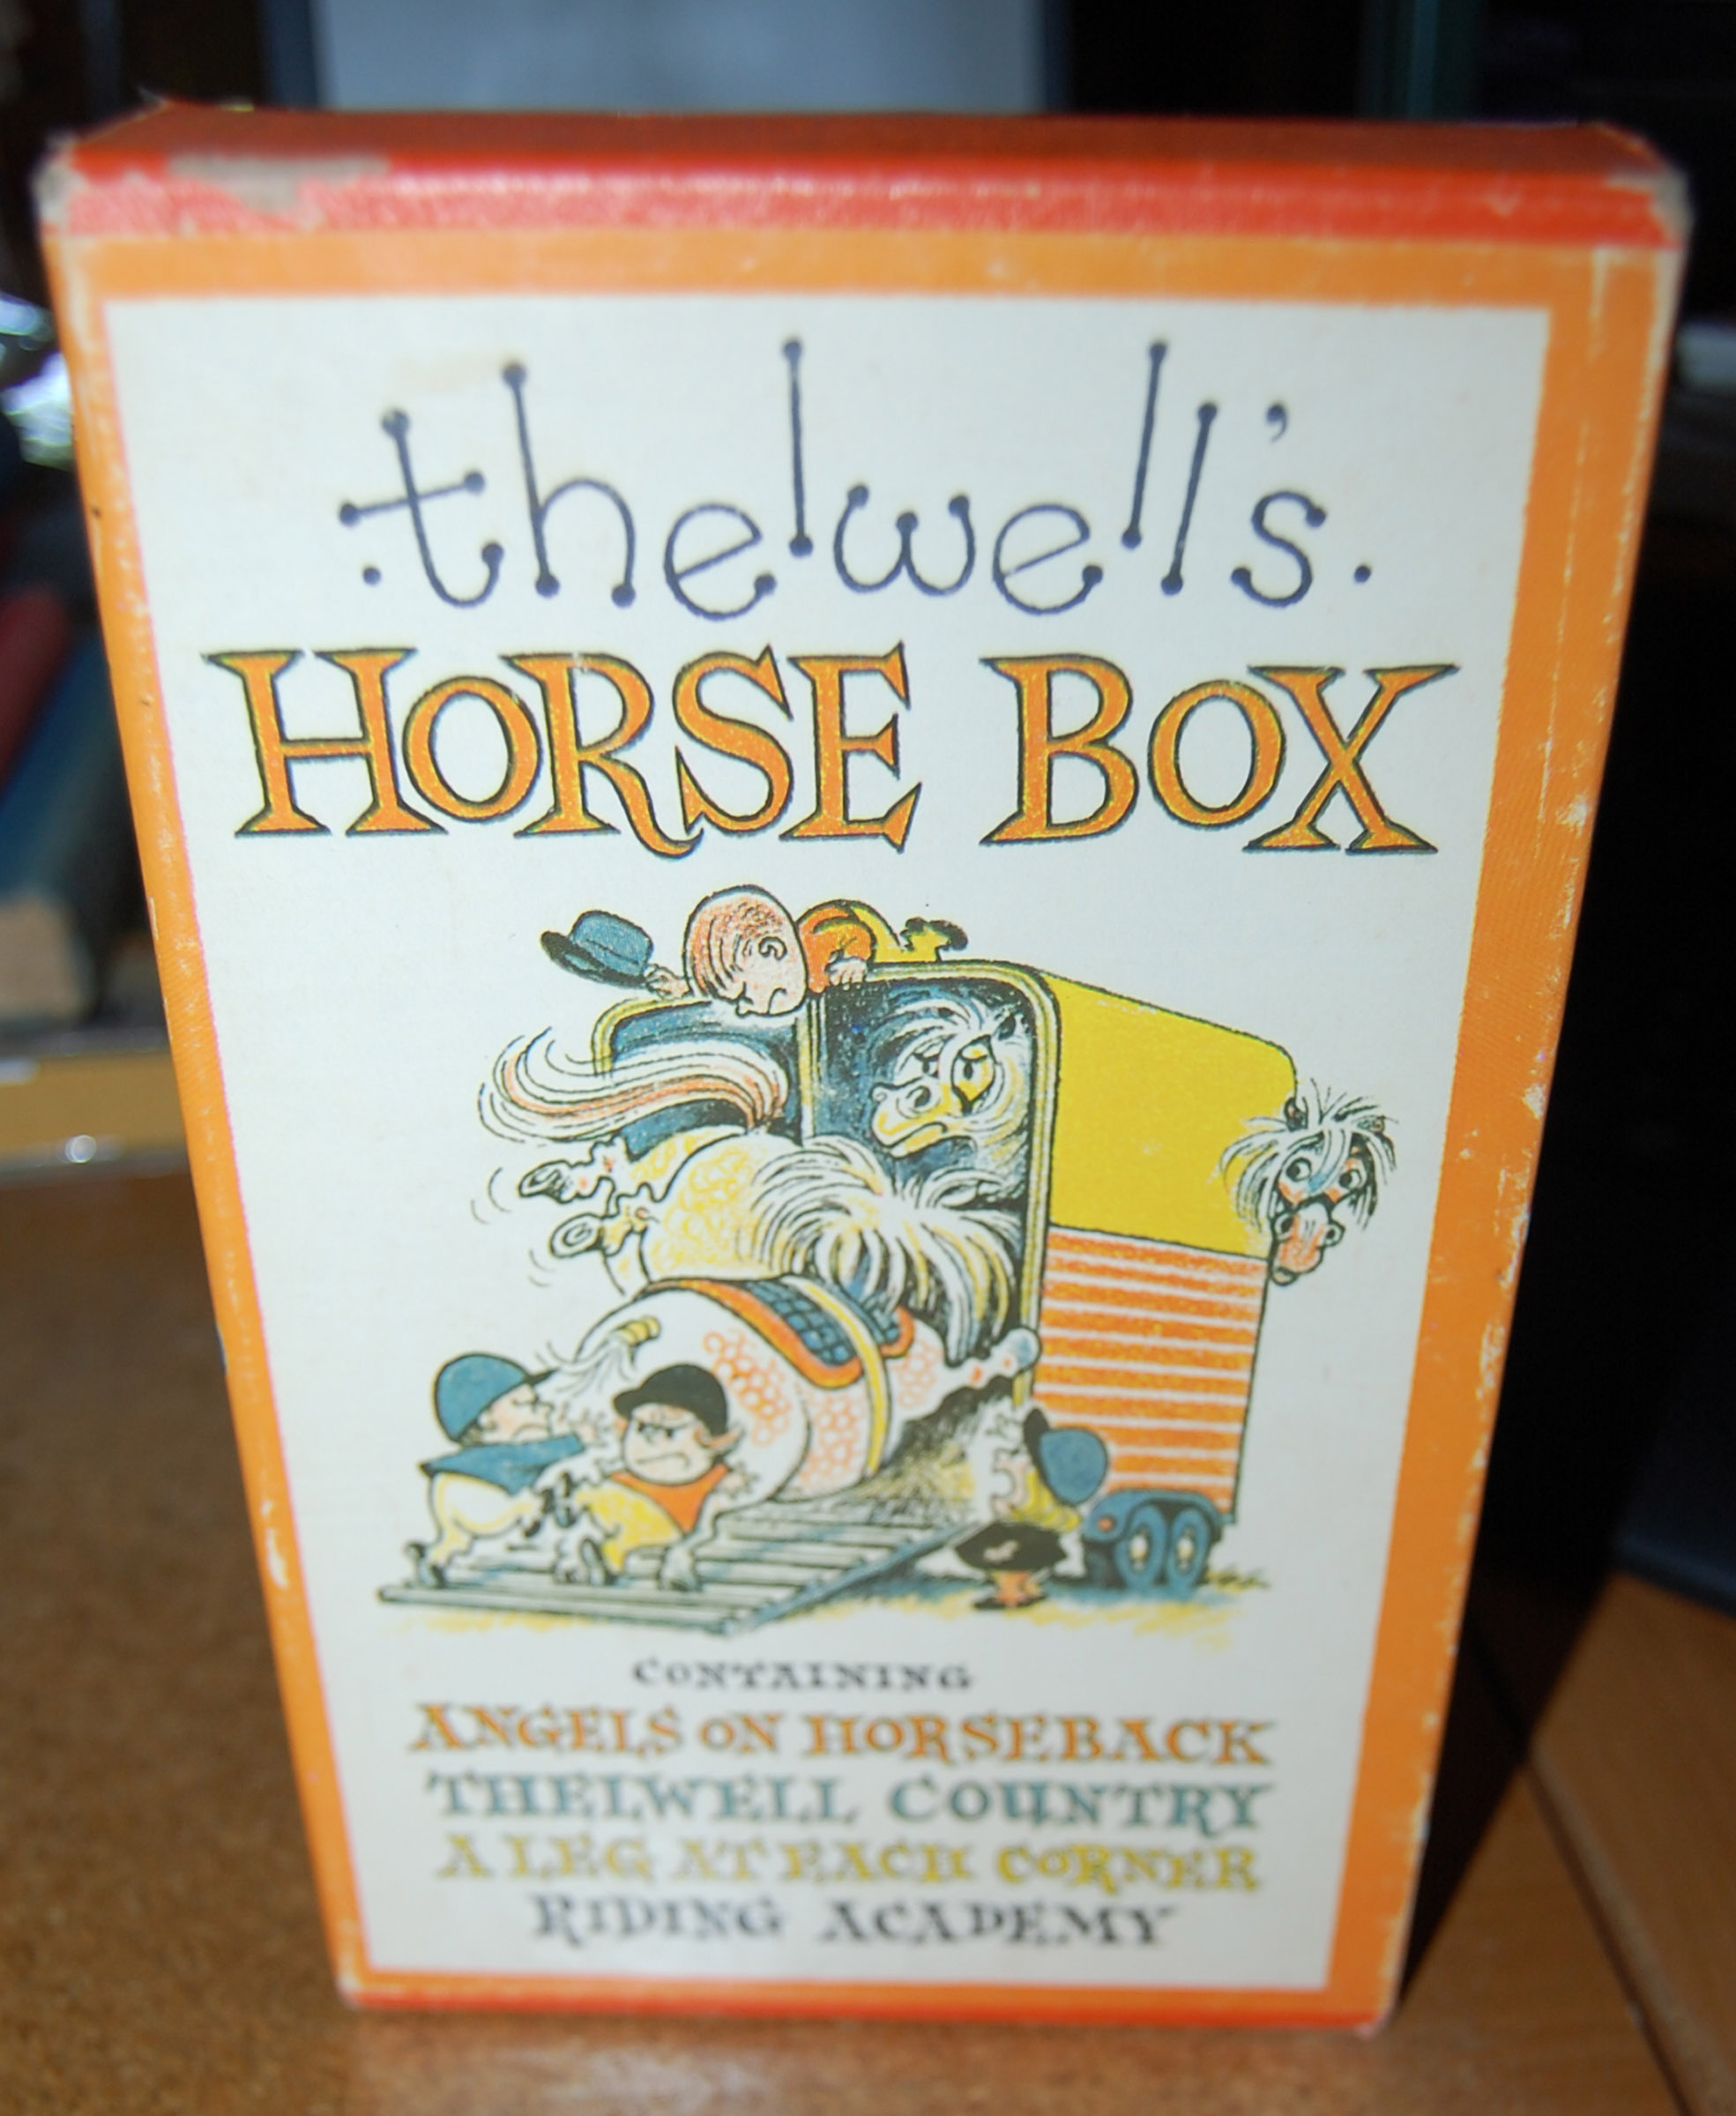 thelwell's
HORSE BOX
CONTAINING
ANGELS ON HORSEBACK
THELWELL COUNTRY
A LEG AT EACH CORNER
RIDING ACADEMY